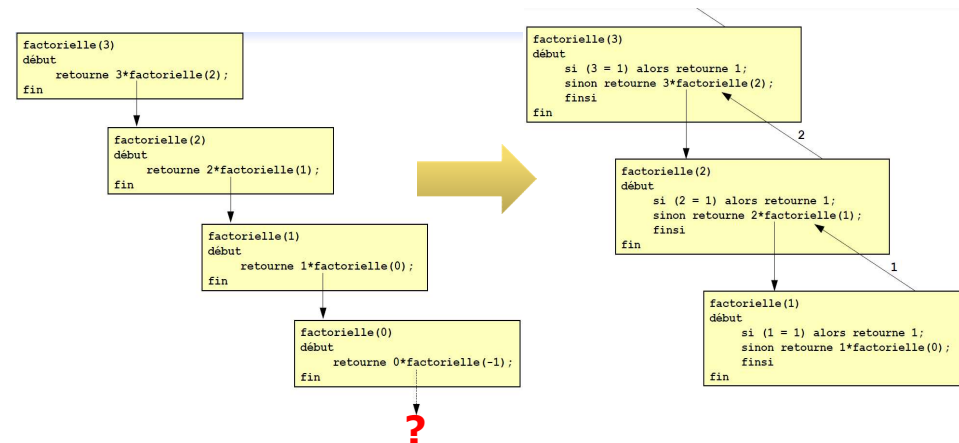 factorielle(3)
début
retourne 3*factorielle(2);
fin
factorielle(2)
début
retourne 2*factorielle(1);
fin
factorielle(1)
début
retourne 1*factorielle(0);
fin
factorielle(0)
début
retourne 0*factorielle(-1);
fin
?
factorielle(3)
début
si (3 = 1) alors retourne 1;
sinon retourne 3*factorielle(2);
finsi
fin
2
factorielle(2)
début
si (2 = 1) alors retourne 1;
sinon retourne 2*factorielle(1);
finsi
fin
1
factorielle(1)
début
si (1 = 1) alors retourne 1;
sinon retourne 1*factorielle(0);
finsi
fin